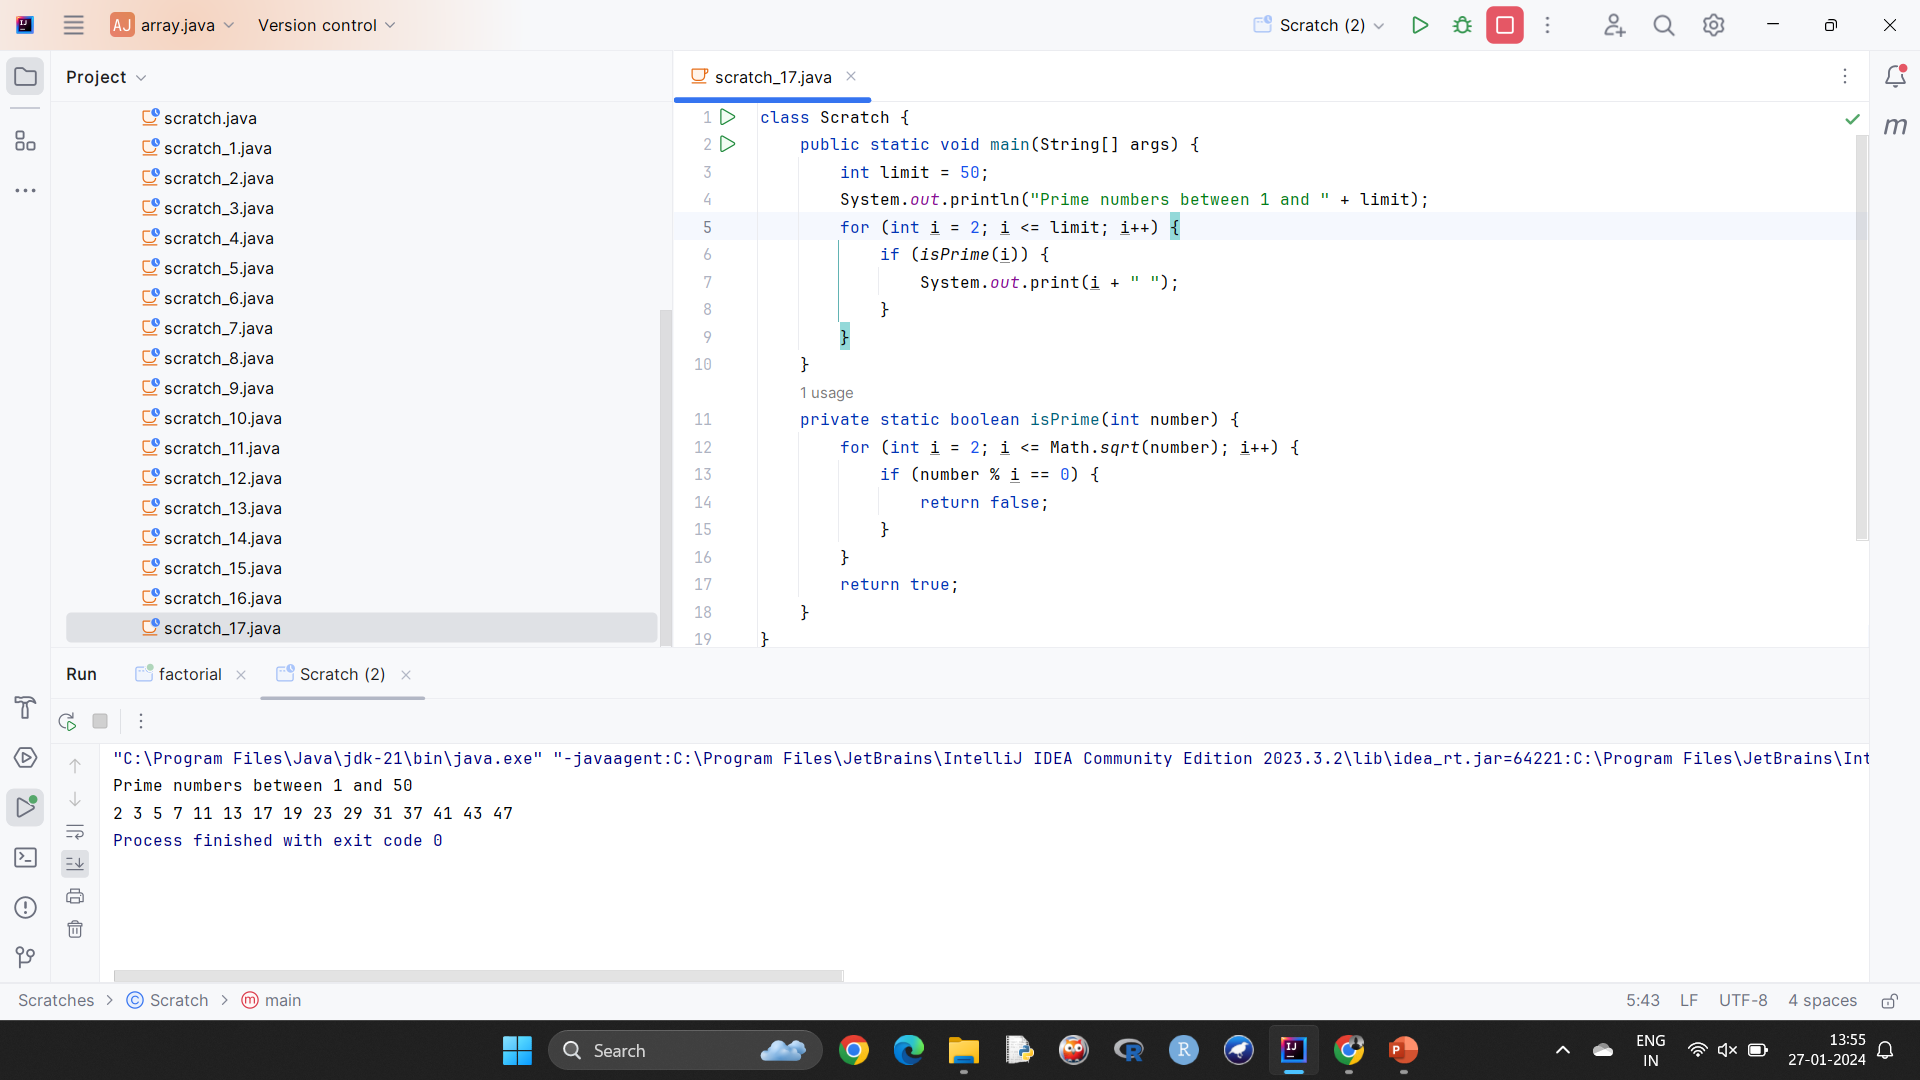 AJ array.java Version control Scratch (2)
Project
scratch_17.java
scratch.java
scratch_1.java
scratch_2.java
scratch_3.java
scratch_4.java
scratch_5.java
scratch_6.java
scratch_7.java
scratch_8.java
scratch_9.java
scratch_10.java
scratch_11.java
scratch_12.java
scratch_13.java
scratch_14.java
scratch_15.java
scratch_16.java
scratch_17.java
1 class Scratch {
2 public static void main(String[] args) {
3 int limit = 50;
4 System.out.println("Prime numbers between 1 and " + limit);
5 for (int i = 2; i <= limit; i++) {
6 if (isPrime(i)) {
7 System.out.print(i + " ");
8 }
9 }
10 }
1 usage
11 private static boolean isPrime(int number) {
12 for (int i = 2; i <= Math.sqrt(number); i++) {
13 if (number % i == 0) {
14 return false;
15 }
16 }
17 return true;
18 }
19 }
m
Run factorial Scratch (2)
"C:\Program Files\Java\jdk-21\bin\java.exe" "-javaagent:C:\Program Files\JetBrains\IntelliJ IDEA Community Edition 2023.3.2\lib\idea_rt.jar=64221:C:\Program Files\JetBrains\Int
Prime numbers between 1 and 50
2 3 5 7 11 13 17 19 23 29 31 37 41 43 47
Process finished with exit code 0
Scratches > Scratch > main 5:43 LF UTF-8 4 spaces
Search
ENG
IN
13:55
27-01-2024